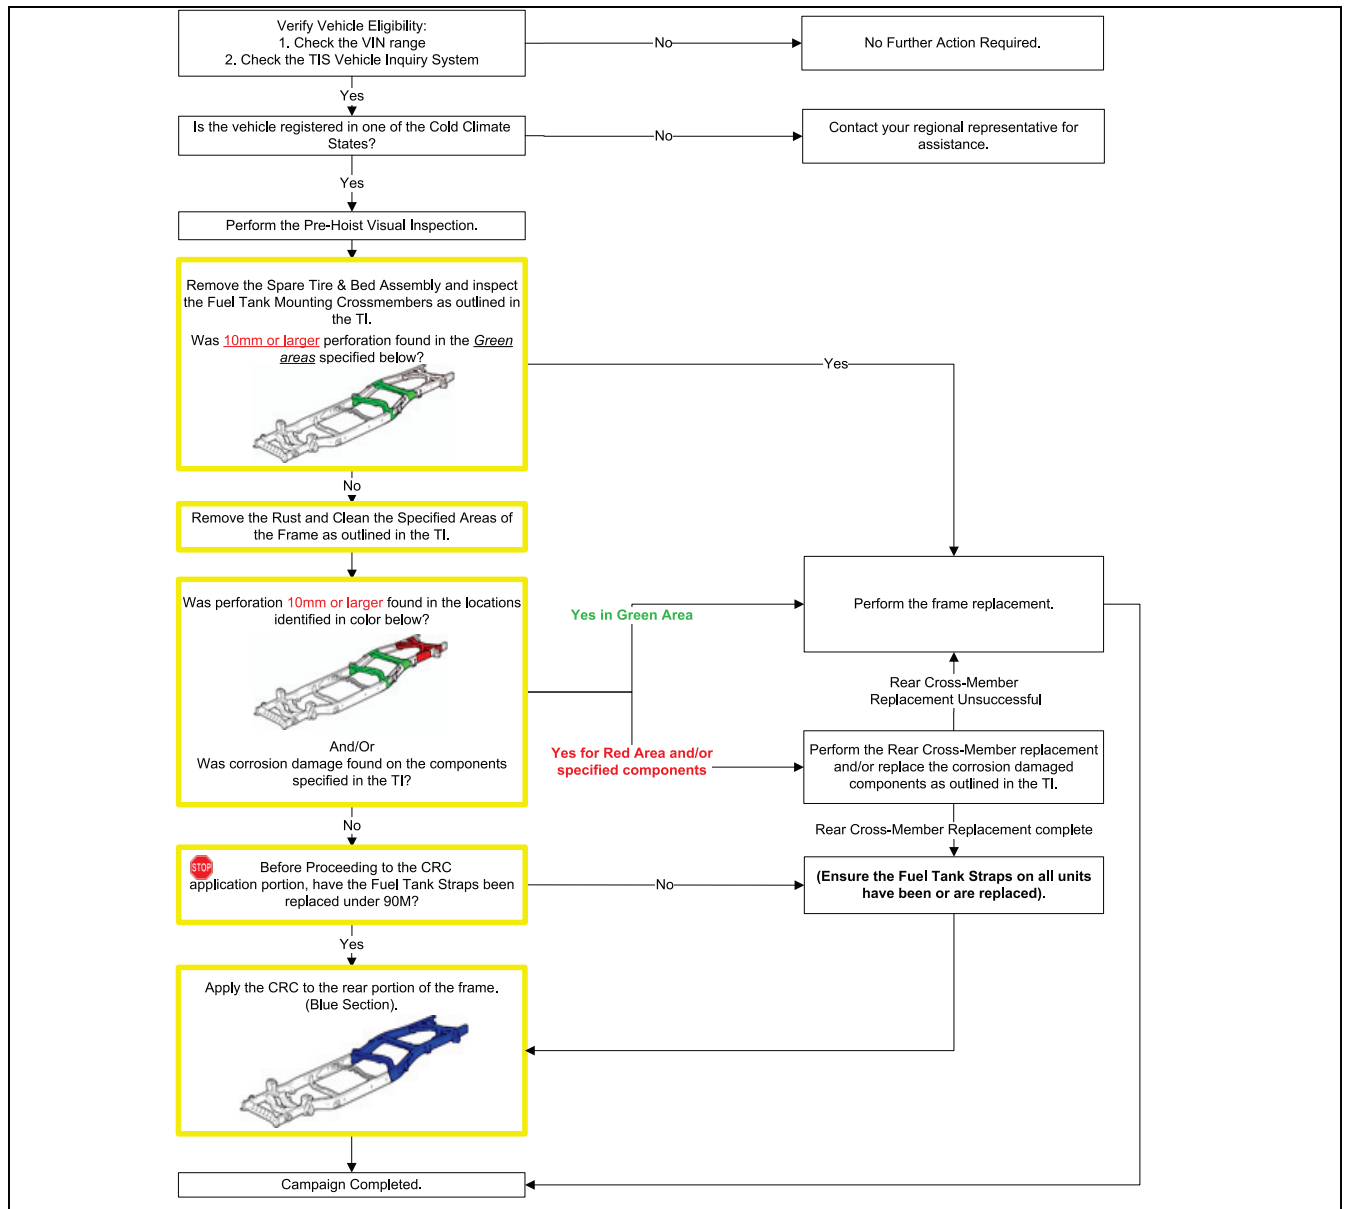 Verify Vehicle Eligibility:
1. Check the VIN range
2. Check the TIS Vehicle Inquiry System
No
No Further Action Required.
Yes
Is the vehicle registered in one of the Cold Climate
States?
No
Contact your regional representative for
assistance.
Yes
Perform the Pre-Hoist Visual Inspection.
Remove the Spare Tire & Bed Assembly and inspect
the Fuel Tank Mounting Crossmembers as outlined in
the TI.
Was 10mm or larger perforation found in the Green
areas specified below?
Yes
No
Remove the Rust and Clean the Specified Areas of
the Frame as outlined in the TI.
Was perforation 10mm or larger found in the locations
identified in color below?
And/Or
Was corrosion damage found on the components
specified in the TI?
Yes in Green Area
Perform the frame replacement.
Rear Cross-Member
Replacement Unsuccessful
Yes for Red Area and/or
specified components
Perform the Rear Cross-Member replacement
and/or replace the corrosion damaged
components as outlined in the TI.
No
Rear Cross-Member Replacement complete
STOP
Before Proceeding to the CRC
application portion, have the Fuel Tank Straps been
replaced under 90M?
No
(Ensure the Fuel Tank Straps on all units
have been or are replaced).
Yes
Apply the CRC to the rear portion of the frame.
(Blue Section).
Campaign Completed.